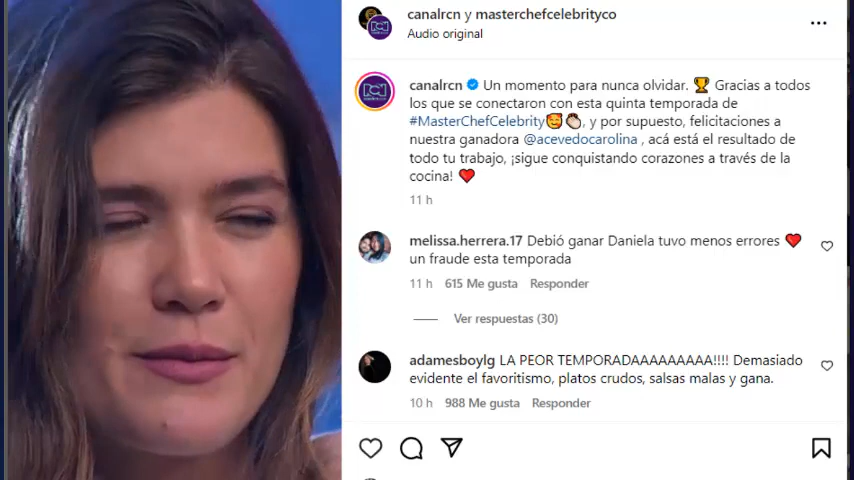 canalrcn y masterchefcelebrityco
Audio original
canalrcn Un momento para nunca olvidar. 🏆 Gracias a todos
los que se conectaron con esta quinta temporada de
#MasterChefCelebrity🥰👏🏻, y por supuesto, felicitaciones a
nuestra ganadora @acevedocarolina , acá está el resultado de
todo tu trabajo, ¡sigue conquistando corazones a través de la
cocina! ❤️
11 h
melissa.herrera.17 Debió ganar Daniela tuvo menos errores ❤️
un fraude esta temporada
11 h 615 Me gusta Responder
Ver respuestas (30)
adamesboylg LA PEOR TEMPORADAAAAAAAAA!!!! Demasiado
evidente el favoritismo, platos crudos, salsas malas y gana.
10 h 988 Me gusta Responder